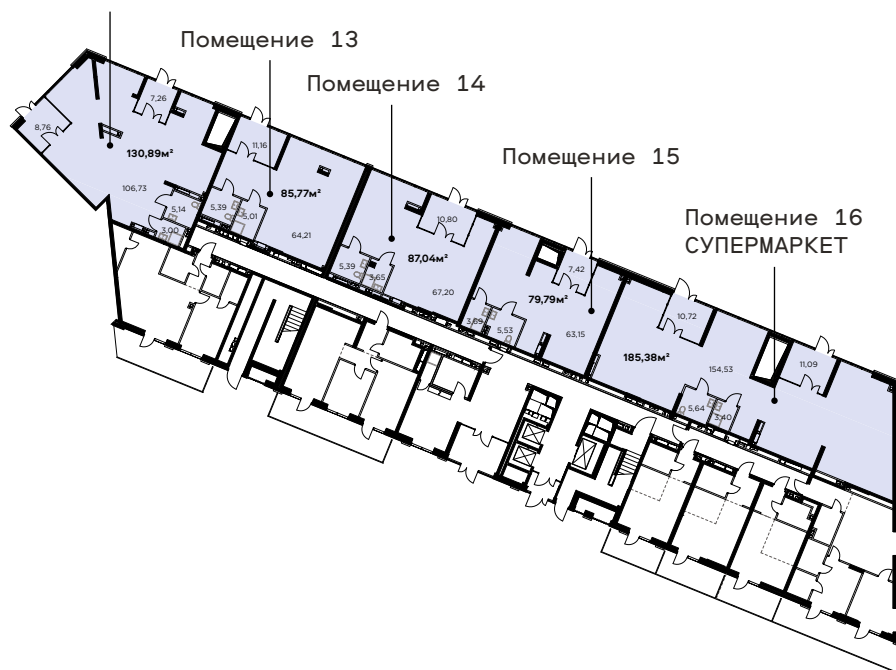 Помещение 13
Помещение 14
Помещение 15
Помещение 16
СУПЕРМАРКЕТ
7,26
8,76
130,89м²
106,73
5,14
3,00
11,16
85,77м²
5,39
5,01
64,21
10,80
87,04м²
5,39
3,65
67,20
7,42
79,79м²
3,69
5,53
63,15
10,72
185,38м²
154,53
11,09
5,64
3,40